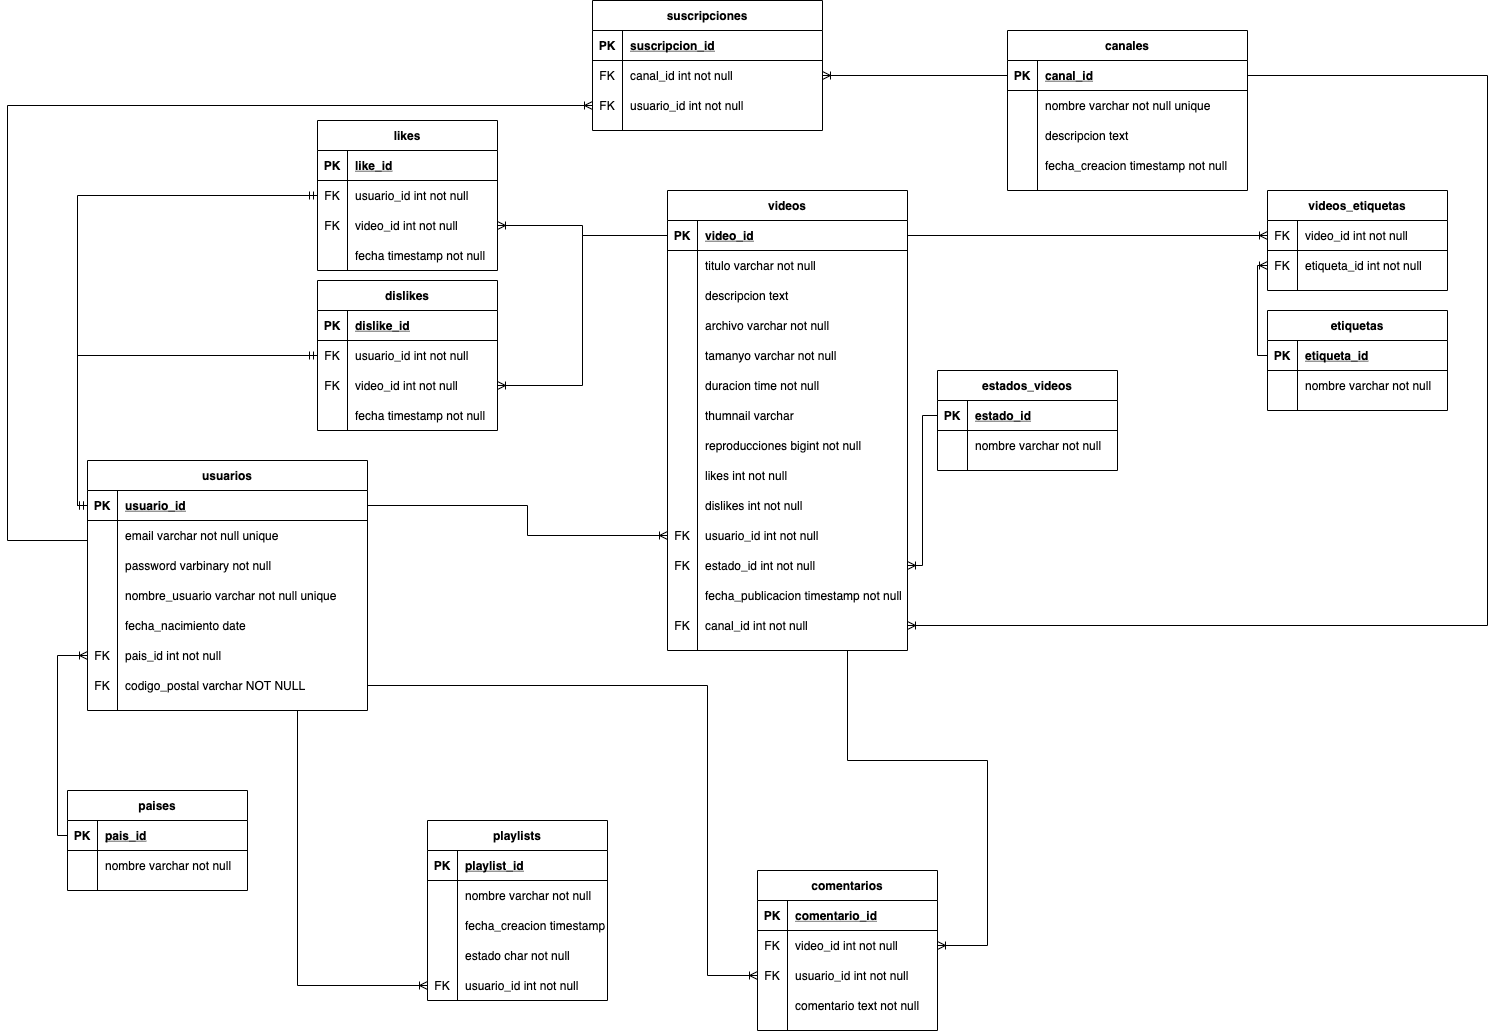 suscripciones
PK suscripcion_id
FK canal_id int not null
FK usuario_id int not null
canales
PK canal_id
nombre varchar not null unique
descripcion text
fecha_creacion timestamp not null
likes
PK like_id
FK usuario_id int not null
FK video_id int not null
fecha timestamp not null
dislikes
PK dislike_id
FK usuario_id int not null
FK video_id int not null
fecha timestamp not null
videos
PK video_id
titulo varchar not null
descripcion text
archivo varchar not null
tamanyo varchar not null
duracion time not null
thumnail varchar
reproducciones bigint not null
likes int not null
dislikes int not null
FK usuario_id int not null
FK estado_id int not null
fecha_publicacion timestamp not null
FK canal_id int not null
videos_etiquetas
FK video_id int not null
FK etiqueta_id int not null
etiquetas
PK etiqueta_id
nombre varchar not null
estados_videos
PK estado_id
nombre varchar not null
usuarios
PK usuario_id
email varchar not null unique
password varbinary not null
nombre_usuario varchar not null unique
fecha_nacimiento date
FK pais_id int not null
FK codigo_postal varchar NOT NULL
paises
PK pais_id
nombre varchar not null
playlists
PK playlist_id
nombre varchar not null
fecha_creacion timestamp
estado char not null
FK usuario_id int not null
comentarios
PK comentario_id
FK video_id int not null
FK usuario_id int not null
comentario text not null